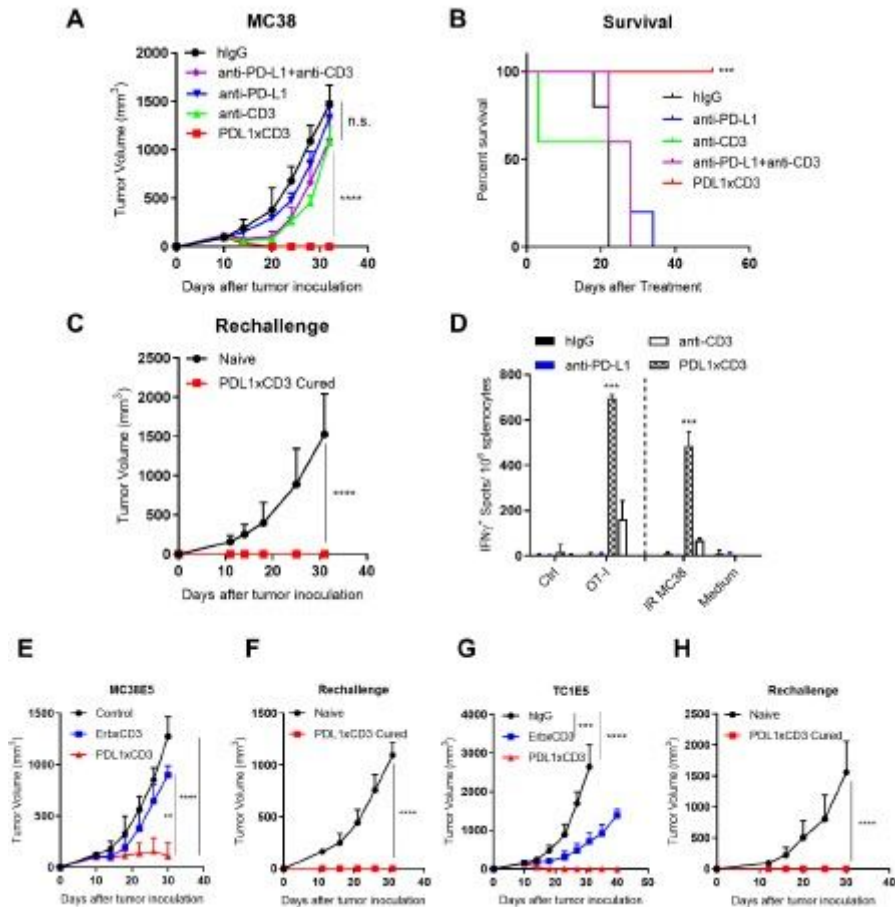 A
MC38
hIgG
anti-PD-L1+anti-CD3
anti-PD-L1
anti-CD3
PDL1xCD3
n.s.
****
Tumor Volume (mm³)
2000
1500
1000
500
0
0 10 20 30 40
Days after tumor inoculation
B
Survival
***
hIgG
anti-PD-L1
anti-CD3
anti-PD-L1+anti-CD3
PDL1xCD3
Percent survival
100
50
0
0 20 40 60
Days after Treatment
C
Rechallenge
Naive
PDL1xCD3 Cured
****
Tumor Volume (mm³)
2500
2000
1500
1000
500
0
0 10 20 30 40
Days after tumor inoculation
D
hIgG
anti-CD3
anti-PD-L1
PDL1xCD3
***
***
IFNγ⁺ Spots/ 10⁶ splenocytes
800
600
400
200
0
Ctrl
OT-I
IR MC38
Medium
E
MC38E5
Control
ErbxCD3
PDL1xCD3
**
****
Tumor Volume (mm³)
1500
1000
500
0
0 10 20 30 40
Days after tumor inoculation
F
Rechallenge
Naive
PDL1xCD3 Cured
****
Tumor Volume (mm³)
1500
1000
500
0
0 10 20 30 40
Days after tumor inoculation
G
TC1E5
hIgG
ErbxCD3
PDL1xCD3
***
****
Tumor Volume (mm³)
4000
3000
2000
1000
0
0 10 20 30 40 50
Days after tumor inoculation
H
Rechallenge
Naive
PDL1xCD3 Cured
****
Tumor Volume (mm³)
2500
2000
1500
1000
500
0
0 10 20 30 40
Days after tumor inoculation